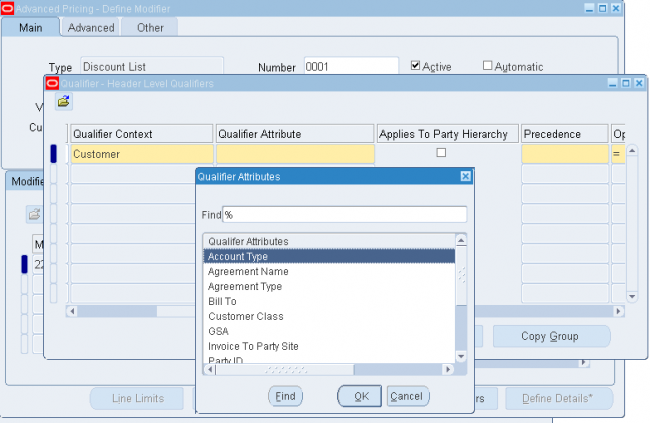 Advanced Pricing - Define Modifier
Main Advanced Other
Type Discount List Number 0001 Active Automatic
Qualifier - Header Level Qualifiers
V
Cu
Qualifier Context Qualifier Attribute Applies To Party Hierarchy Precedence Op
Customer =
Modifie
M
22
Qualifier Attributes
Find %
Qualifer Attributes
Account Type
Agreement Name
Agreement Type
Bill To
Customer Class
GSA
Invoice To Party Site
Party ID
Find OK Cancel
Copy Group
Line Limits rs Define Details*